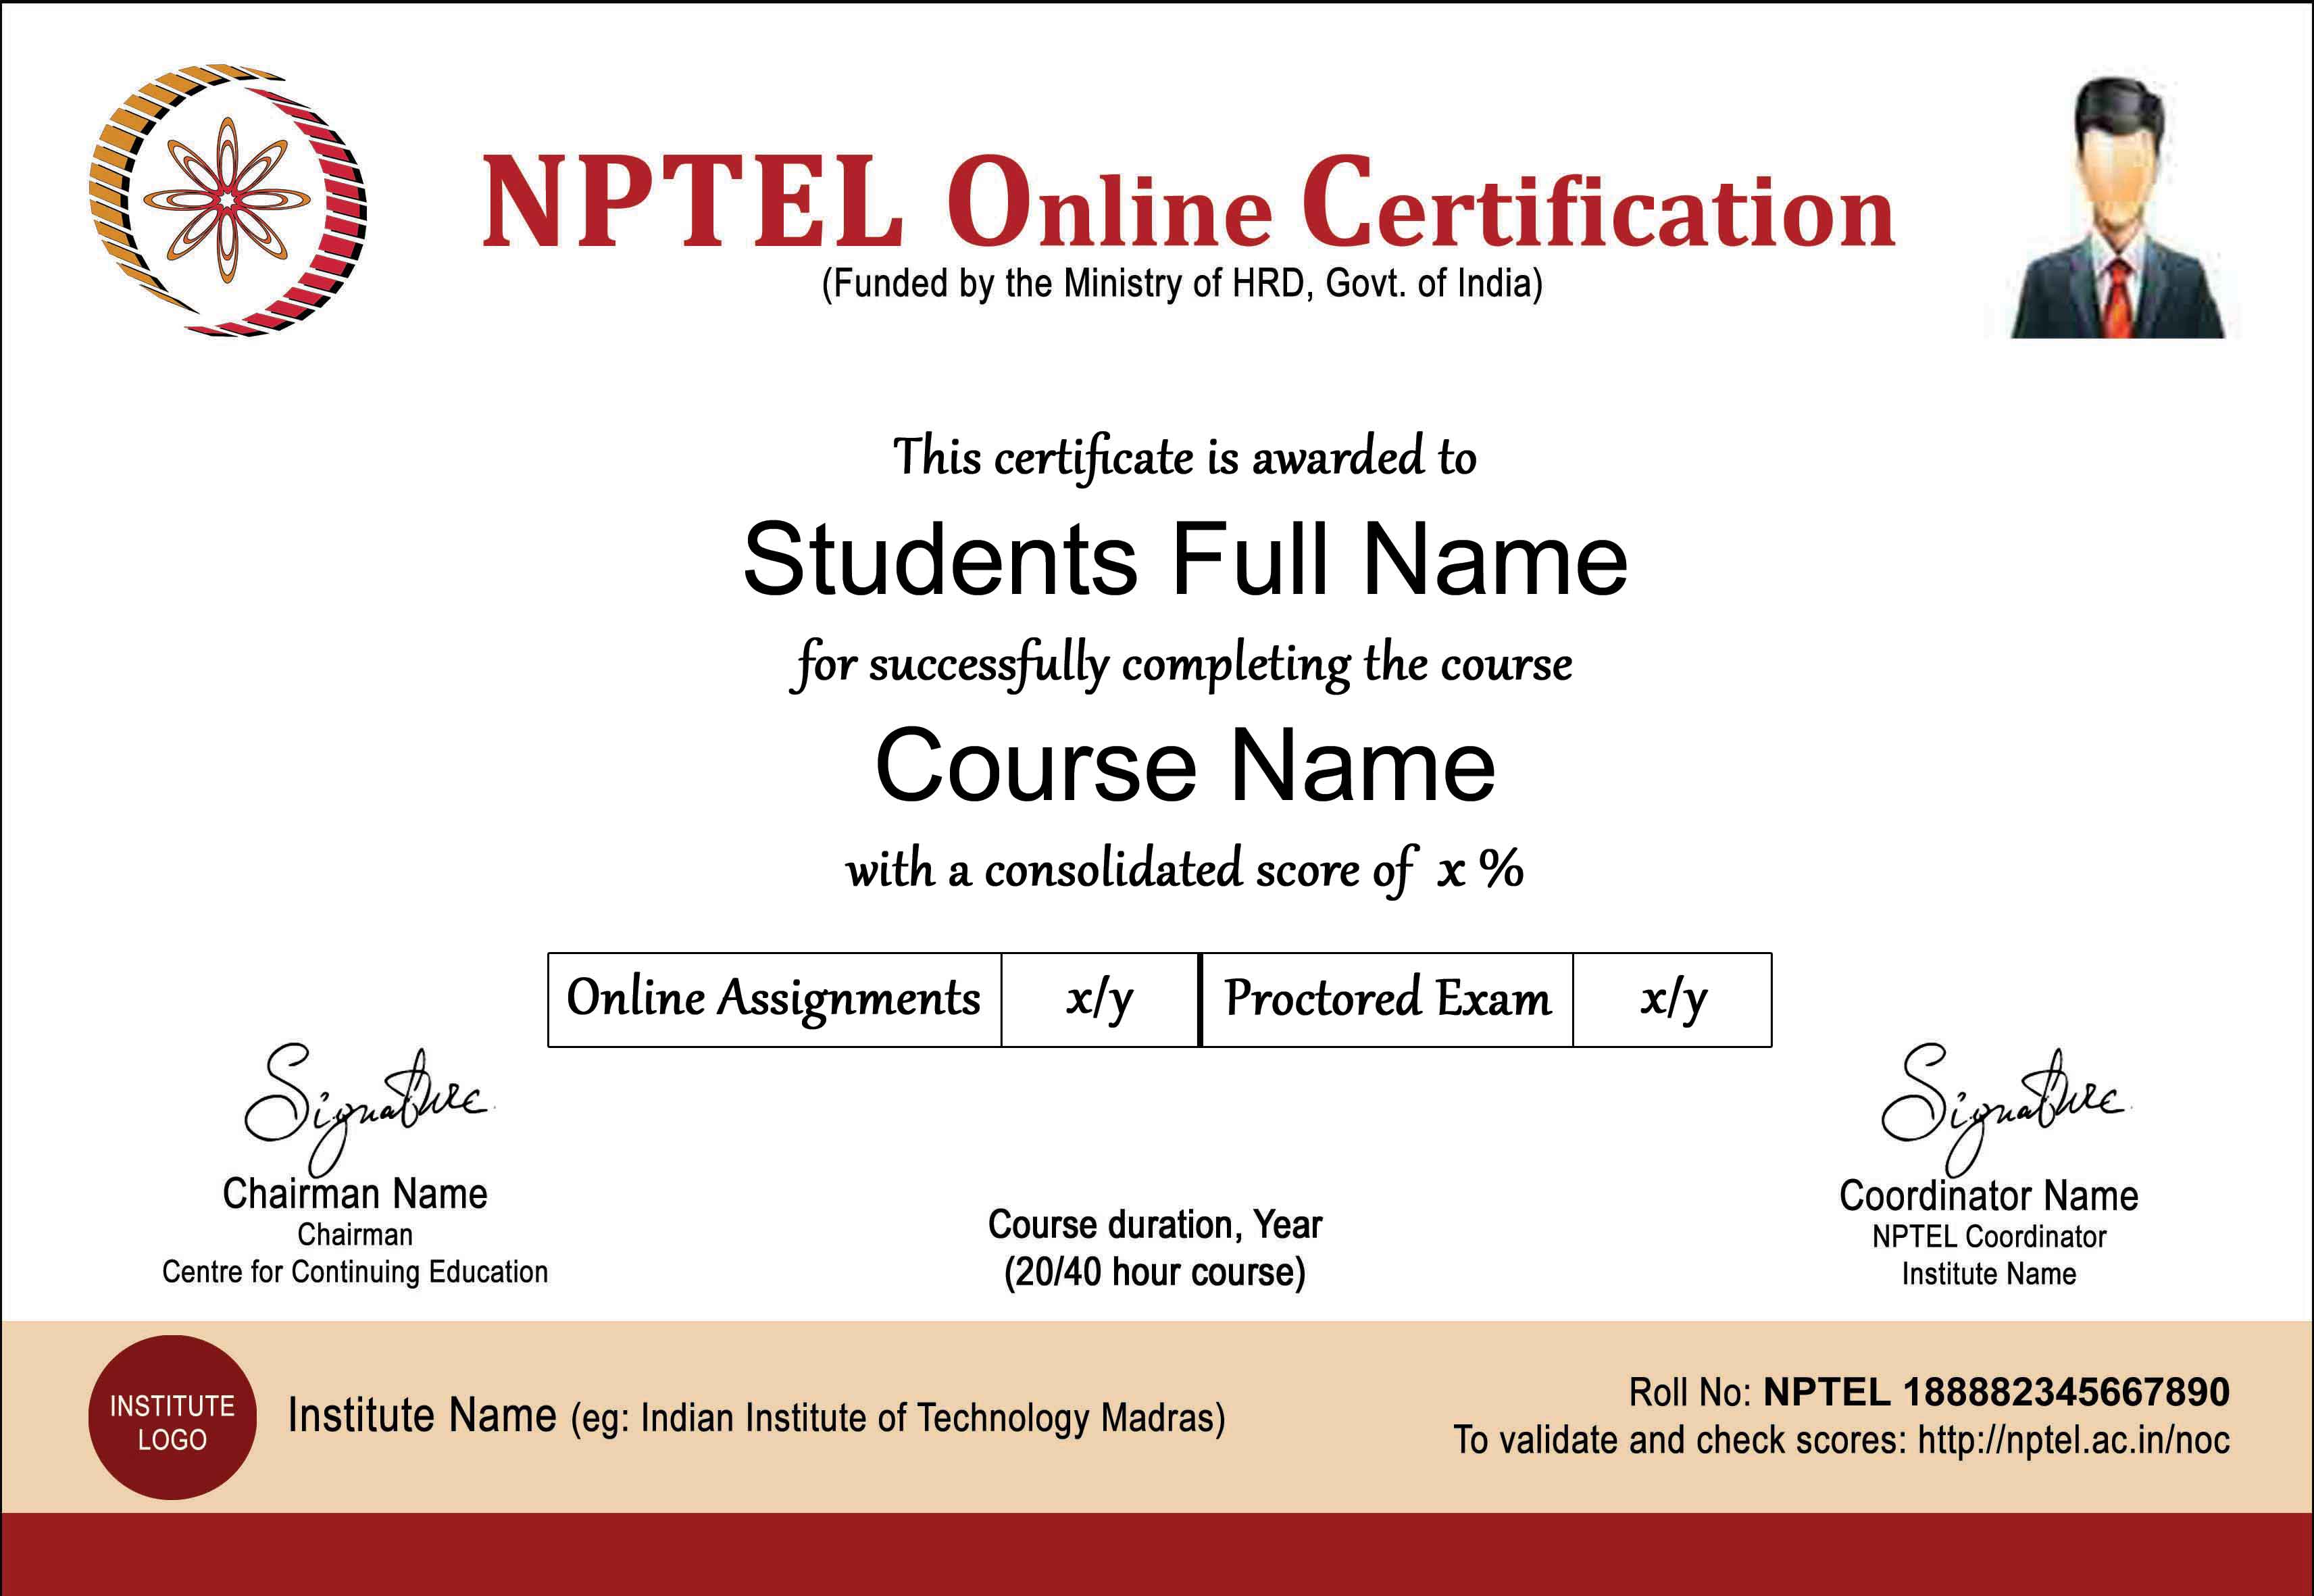 NPTEL Online Certification
(Funded by the Ministry of HRD, Govt. of India)
This certificate is awarded to
Students Full Name
for successfully completing the course
Course Name
with a consolidated score of x %
Online Assignments x/y Proctored Exam x/y
Signature
Chairman Name
Chairman
Centre for Continuing Education
Course duration, Year
(20/40 hour course)
Signature
Coordinator Name
NPTEL Coordinator
Institute Name
INSTITUTE
LOGO
Institute Name (eg: Indian Institute of Technology Madras)
Roll No: NPTEL 188882345667890
To validate and check scores: http://nptel.ac.in/noc